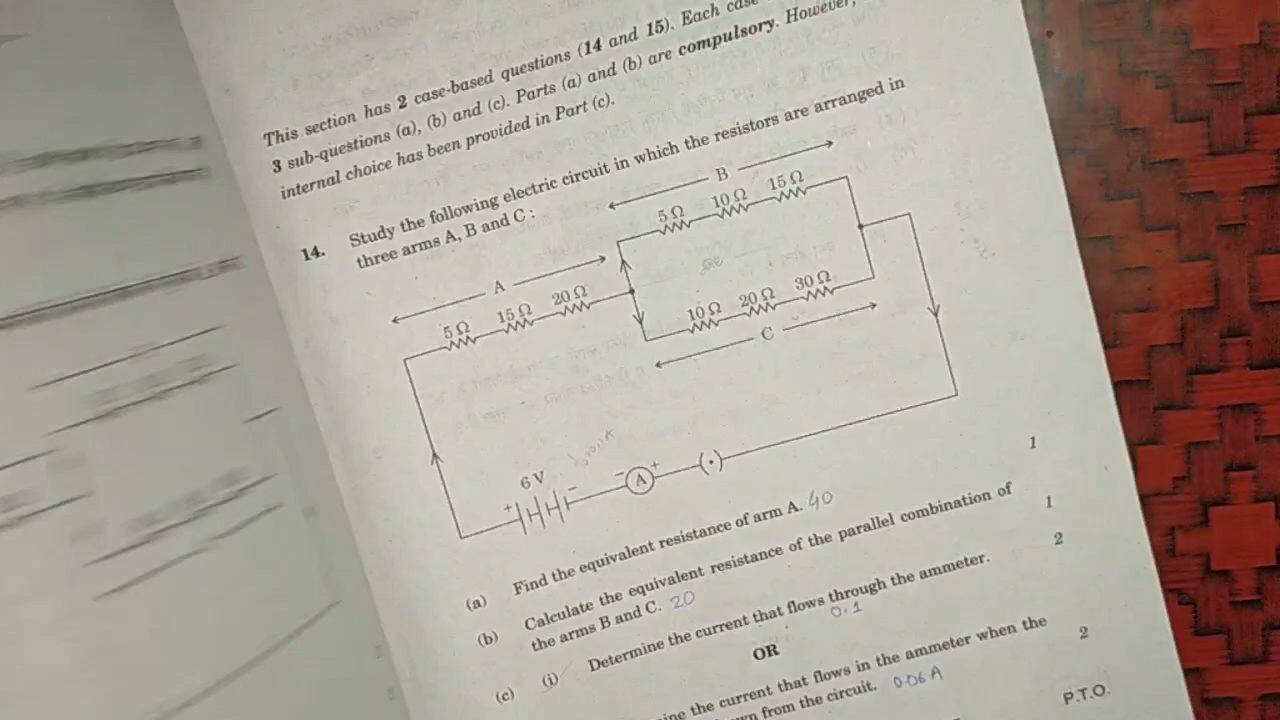 This section has 2 case-based questions (14 and 15). Each case
3 sub-questions (a), (b) and (c). Parts (a) and (b) are compulsory. However,
internal choice has been provided in Part (c).
14. Study the following electric circuit in which the resistors are arranged in
three arms A, B and C :
B
5 Ω 10 Ω 15 Ω
A
5 Ω 15 Ω 20 Ω
10 Ω 20 Ω 30 Ω
C
6 V
+ − − A + (·)
(a) Find the equivalent resistance of arm A. 40 1
(b) Calculate the equivalent resistance of the parallel combination of 1
the arms B and C. 20
(c) (i) Determine the current that flows through the ammeter. 2
0.1
OR
the current that flows in the ammeter when the 2
from the circuit. 0.06 A
P.T.O.